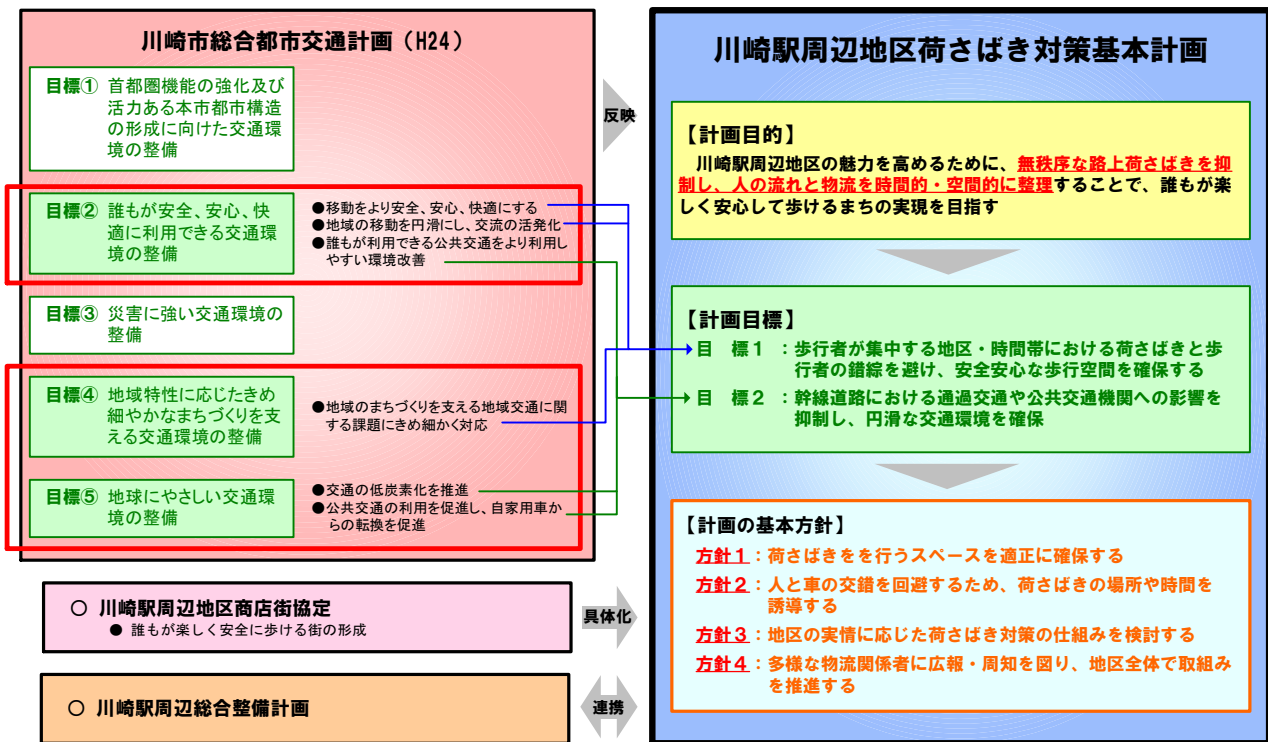 川崎市総合都市交通計画(H24)
目標① 首都圏機能の強化及び
活力ある本市都市構造
の形成に向けた交通環
境の整備
目標② 誰もが安全、安心、快
適に利用できる交通環
境の整備
●移動をより安全、安心、快適にする
●地域の移動を円滑にし、交流の活発化
●誰もが利用できる公共交通をより利用し
やすい環境改善
目標③ 災害に強い交通環境の
整備
目標④ 地域特性に応じたきめ
細やかなまちづくりを支
える交通環境の整備
●地域のまちづくりを支える地域交通に関
する課題にきめ細かく対応
目標⑤ 地球にやさしい交通環
境の整備
●交通の低炭素化を推進
●公共交通の利用を促進し、自家用車か
らの転換を促進
○ 川崎駅周辺地区商店街協定
● 誰もが楽しく安全に歩ける街の形成
○ 川崎駅周辺総合整備計画
反映
具体化
連携
川崎駅周辺地区荷さばき対策基本計画
【計画目的】
川崎駅周辺地区の魅力を高めるために、無秩序な路上荷さばきを抑
制し、人の流れと物流を時間的・空間的に整理することで、誰もが楽
しく安心して歩けるまちの実現を目指す
【計画目標】
目 標1 :歩行者が集中する地区・時間帯における荷さばきと歩
行者の錯綜を避け、安全安心な歩行空間を確保する
目 標2 :幹線道路における通過交通や公共交通機関への影響を
抑制し、円滑な交通環境を確保
【計画の基本方針】
方針1:荷さばきをを行うスペースを適正に確保する
方針2:人と車の交錯を回避するため、荷さばきの場所や時間を
誘導する
方針3:地区の実情に応じた荷さばき対策の仕組みを検討する
方針4:多様な物流関係者に広報・周知を図り、地区全体で取組み
を推進する